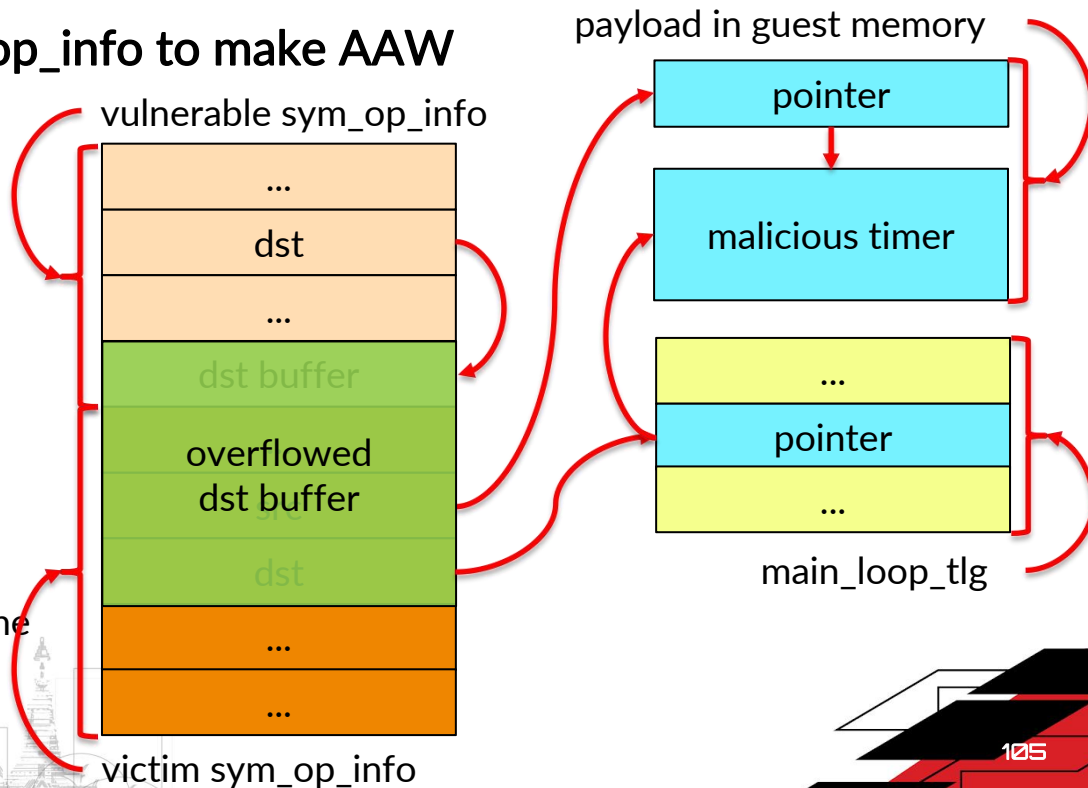 op_info to make AAW
vulnerable sym_op_info
...
dst
...
dst buffer
overflowed
dst buffer
src
dst
...
...
victim sym_op_info
payload in guest memory
pointer
malicious timer
...
pointer
...
main_loop_tlg
105